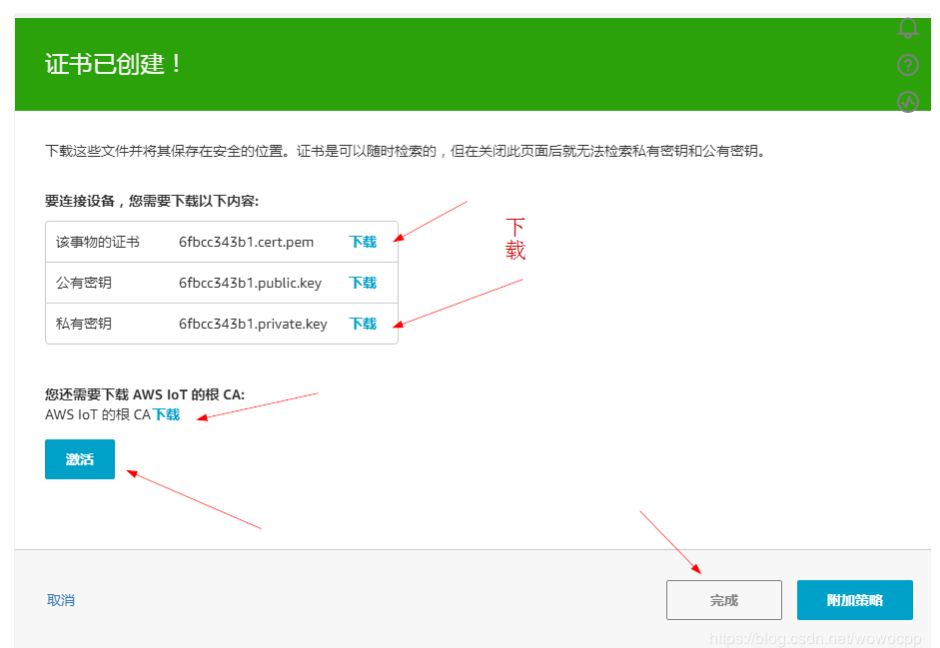 证书已创建！
下载这些文件并将其保存在安全的位置。证书是可以随时检索的，但在关闭此页面后就无法检索私有密钥和公有密钥。
要连接设备，您需要下载以下内容:
该事物的证书 6fbcc343b1.cert.pem 下载
公有密钥 6fbcc343b1.public.key 下载
私有密钥 6fbcc343b1.private.key 下载
下
载
您还需要下载 AWS IoT 的根 CA:
AWS IoT 的根 CA下载
激活
取消 完成 附加策略
https://blog.csdn.net/wowocpp